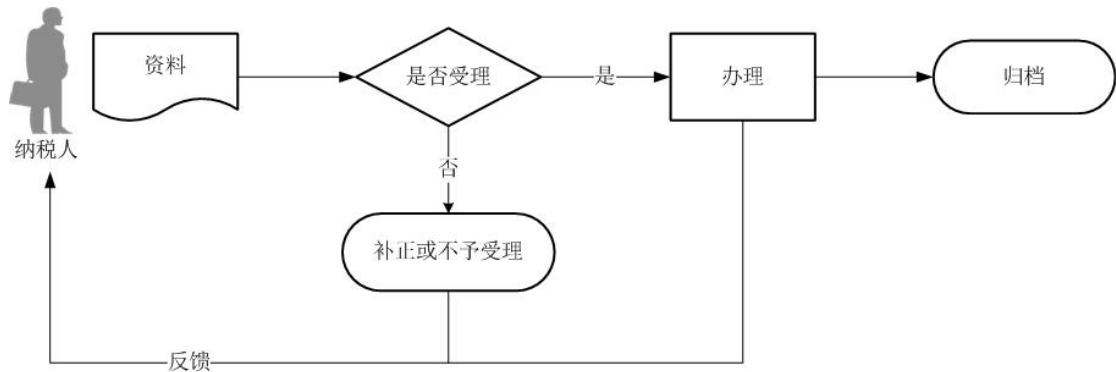 资料
是否受理
是
办理
归档
纳税人
否
补正或不予受理
反馈